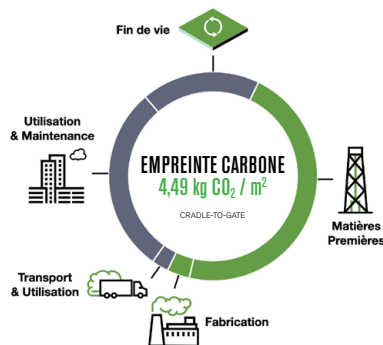 Fin de vie
Utilisation
& Maintenance
EMPREINTE CARBONE
4,49 kg CO₂ / m²
CRADLE-TO-GATE
Matières
Premières
Transport
& Utilisation
Fabrication